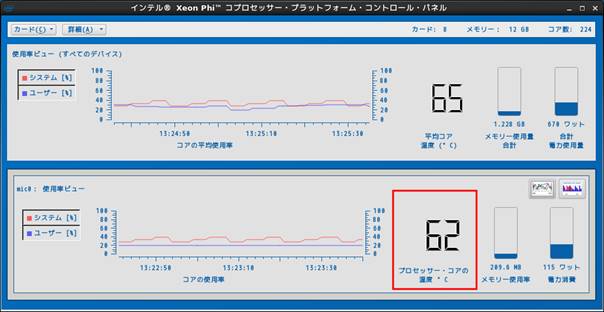 インテル® Xeon Phi™ コプロセッサー・プラットフォーム・コントロール・パネル
カード(C) 詳細(A) カード: 8 メモリー: 12 GB コア数: 224
使用率ビュー (すべてのデバイス)
システム [%]
ユーザー [%]
100
80
60
40
20
0
100
80
60
40
20
0
13:24:50 13:25:10 13:25:30
コアの平均使用率
65
平均コア
温度 (° C)
1.228 GB
メモリー使用量
合計
670 ワット
合計
電力使用量
mic0: 使用率ビュー
システム [%]
ユーザー [%]
100
80
60
40
20
0
100
80
60
40
20
0
13:22:50 13:23:10 13:23:30
コアの使用率
62
プロセッサー・コアの
温度 ° C
209.6 MB
メモリー使用率
115 ワット
電力消費